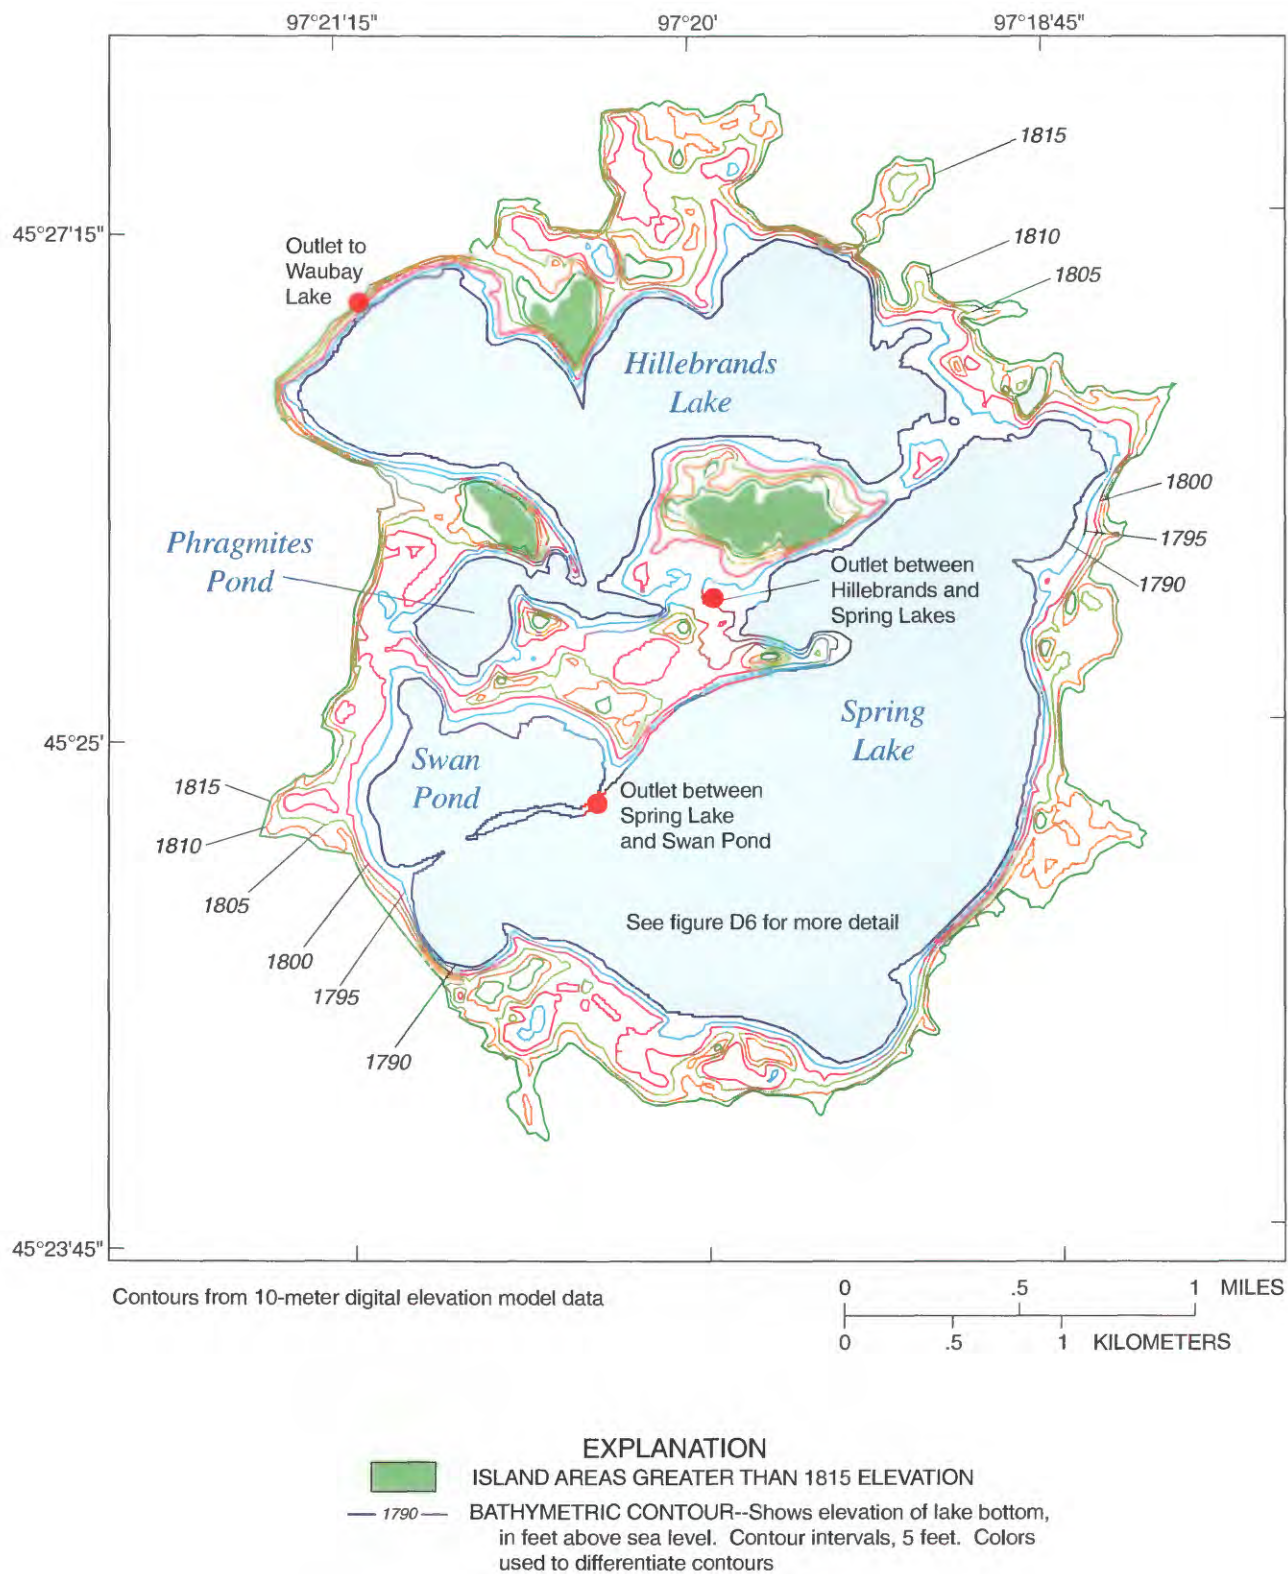 97°21'15"
97°20'
97°18'45"
1815
45°27'15"
Outlet to
Waubay
Lake
1810
1805
Hillebrands
Lake
1800
Phragmites
Pond
1795
Outlet between
Hillebrands and
Spring Lakes
1790
Spring
Lake
45°25'
Swan
Pond
1815
Outlet between
Spring Lake
and Swan Pond
1810
1805
See figure D6 for more detail
1800
1795
1790
45°23'45"
Contours from 10-meter digital elevation model data
0 .5 1 MILES
0 .5 1 KILOMETERS
EXPLANATION
ISLAND AREAS GREATER THAN 1815 ELEVATION
1790 BATHYMETRIC CONTOUR--Shows elevation of lake bottom,
in feet above sea level. Contour intervals, 5 feet. Colors
used to differentiate contours